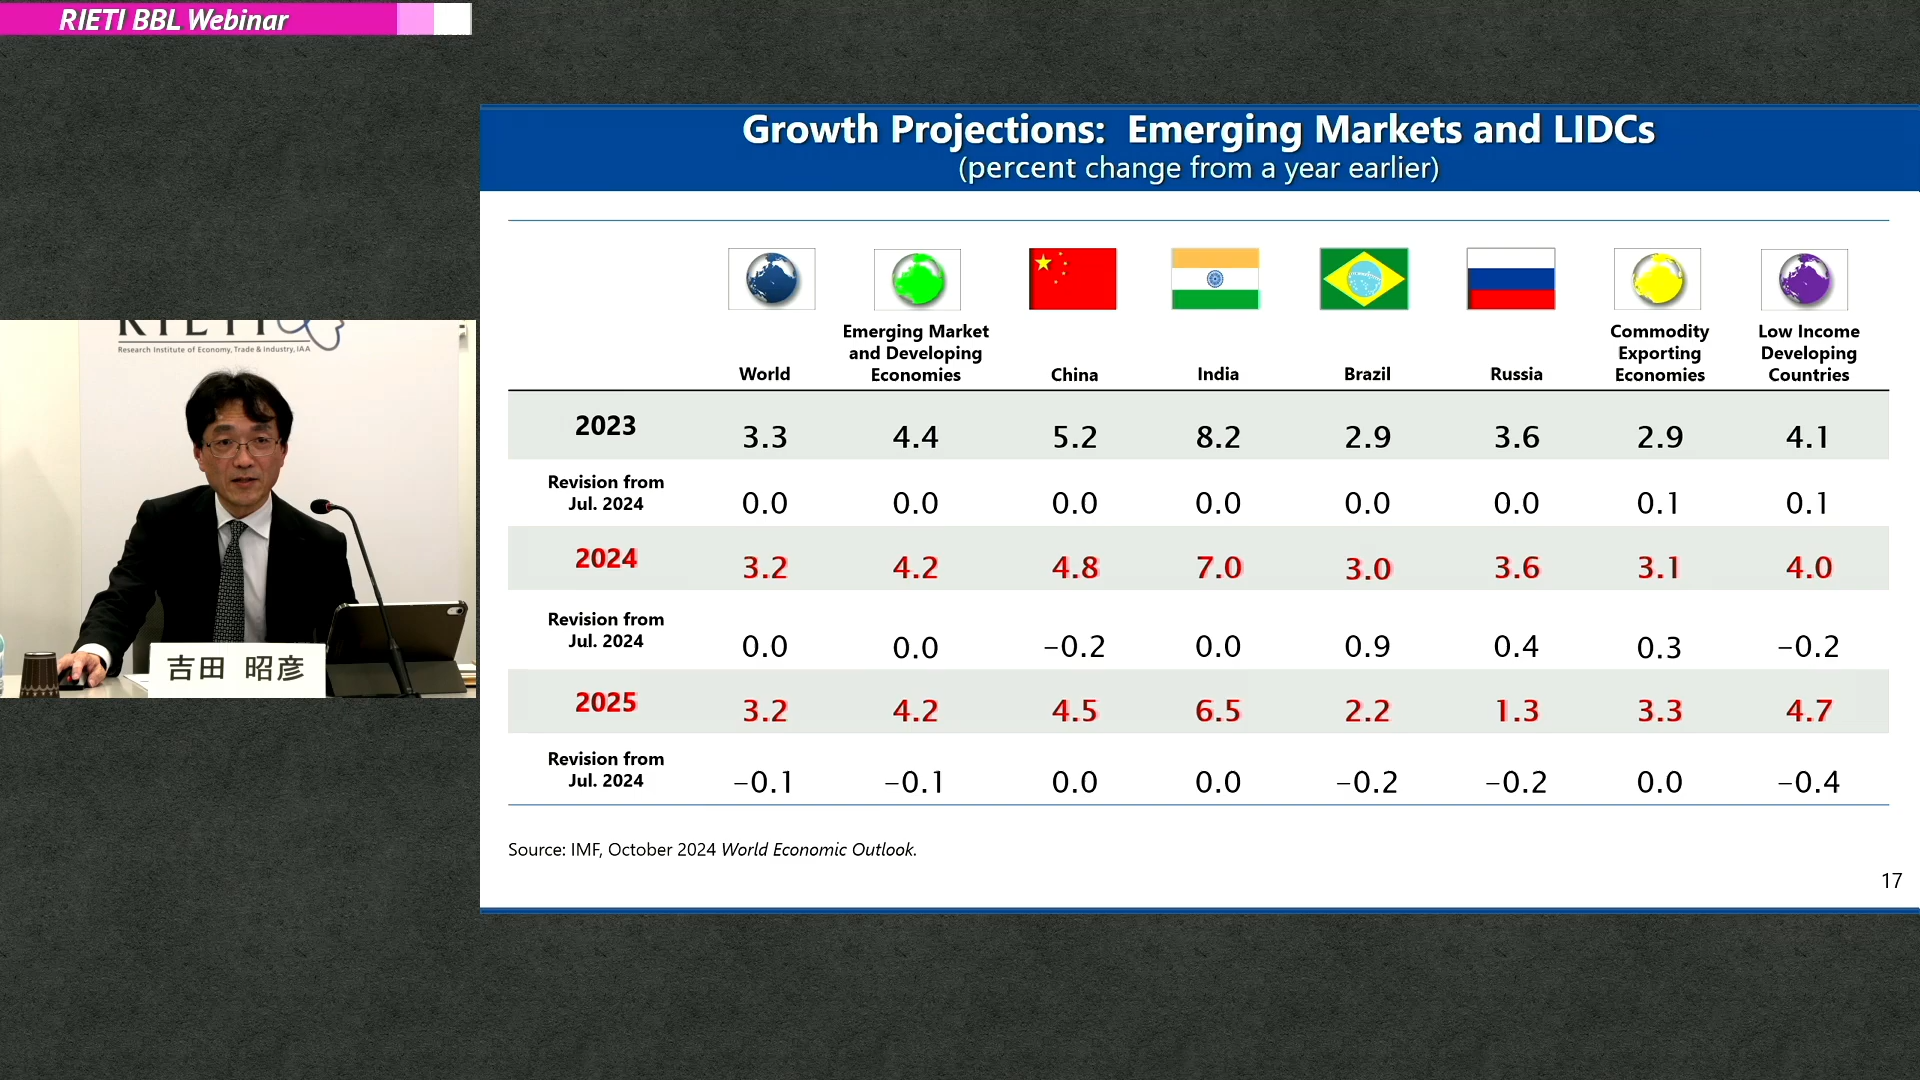 RIETI BBL Webinar
RIETI
Research Institute of Economy, Trade & Industry, IAA
吉田 昭彦
Growth Projections: Emerging Markets and LIDCs
(percent change from a year earlier)
World
Emerging Market
and Developing
Economies
China
India
Brazil
Russia
Commodity
Exporting
Economies
Low Income
Developing
Countries
2023 3.3 4.4 5.2 8.2 2.9 3.6 2.9 4.1
Revision from
Jul. 2024
0.0 0.0 0.0 0.0 0.0 0.0 0.1 0.1
2024 3.2 4.2 4.8 7.0 3.0 3.6 3.1 4.0
Revision from
Jul. 2024
0.0 0.0 −0.2 0.0 0.9 0.4 0.3 −0.2
2025 3.2 4.2 4.5 6.5 2.2 1.3 3.3 4.7
Revision from
Jul. 2024
−0.1 −0.1 0.0 0.0 −0.2 −0.2 0.0 −0.4
Source: IMF, October 2024 World Economic Outlook.
17